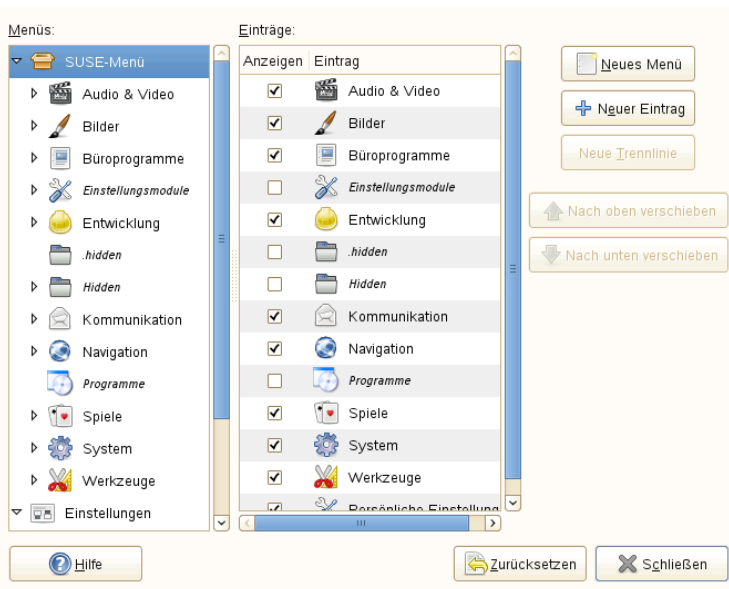 Menüs:
SUSE-Menü
Audio & Video
Bilder
Büroprogramme
Einstellungsmodule
Entwicklung
.hidden
Hidden
Kommunikation
Navigation
Programme
Spiele
System
Werkzeuge
Einstellungen
Einträge:
Anzeigen Eintrag
Audio & Video
Bilder
Büroprogramme
Einstellungsmodule
Entwicklung
.hidden
Hidden
Kommunikation
Navigation
Programme
Spiele
System
Werkzeuge
Persönliche Einstellung
Neues Menü
Neuer Eintrag
Neue Trennlinie
Nach oben verschieben
Nach unten verschieben
Hilfe
Zurücksetzen
Schließen